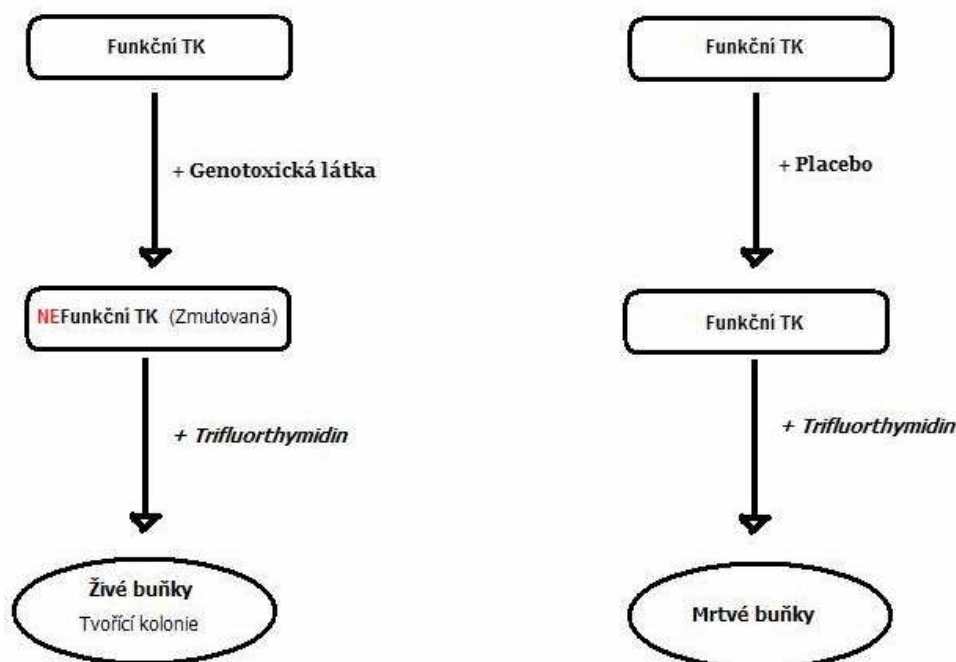 Funkční TK
+ Genotoxická látka
NEFunkční TK (Zmutovaná)
+ Trifluorthymidin
Živé buňky
Tvořící kolonie
Funkční TK
+ Placebo
Funkční TK
+ Trifluorthymidin
Mrtvé buňky